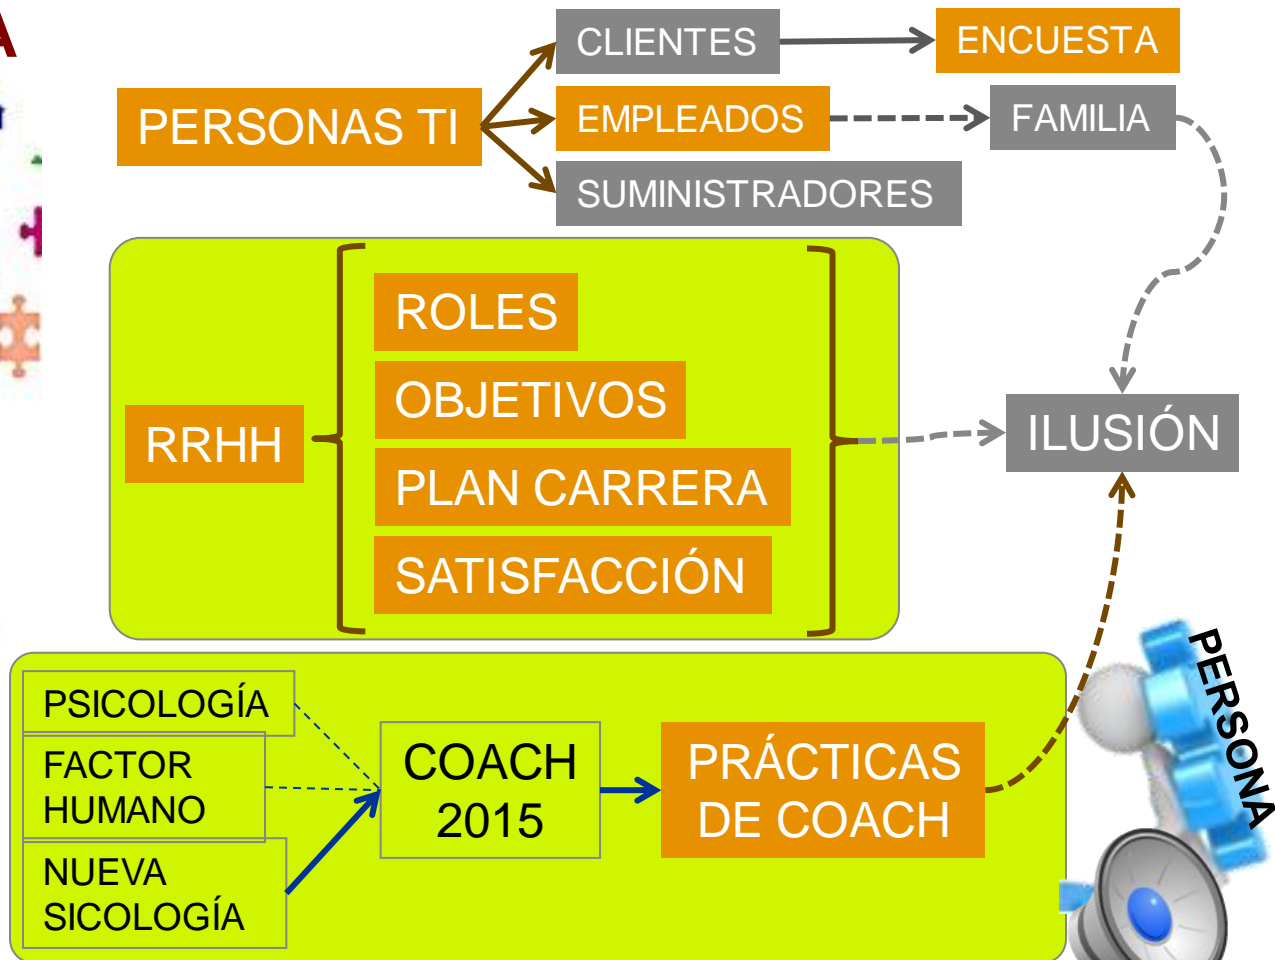 A
CLIENTES
ENCUESTA
PERSONAS TI
EMPLEADOS
FAMILIA
SUMINISTRADORES
RRHH
ROLES
OBJETIVOS
PLAN CARRERA
SATISFACCIÓN
ILUSIÓN
PSICOLOGÍA
FACTOR
HUMANO
NUEVA
SICOLOGÍA
COACH
2015
PRÁCTICAS
DE COACH
PERSONA